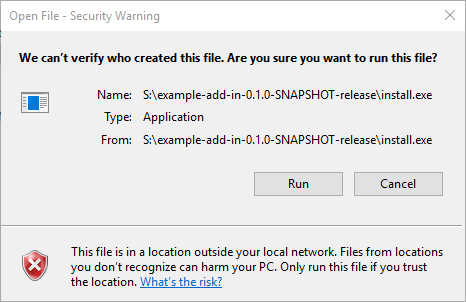 Open File - Security Warning
We can’t verify who created this file. Are you sure you want to run this file?
Name: S:\example-add-in-0.1.0-SNAPSHOT-release\install.exe
Type: Application
From: S:\example-add-in-0.1.0-SNAPSHOT-release\install.exe
Run Cancel
This file is in a location outside your local network. Files from locations
you don’t recognize can harm your PC. Only run this file if you trust
the location. What’s the risk?